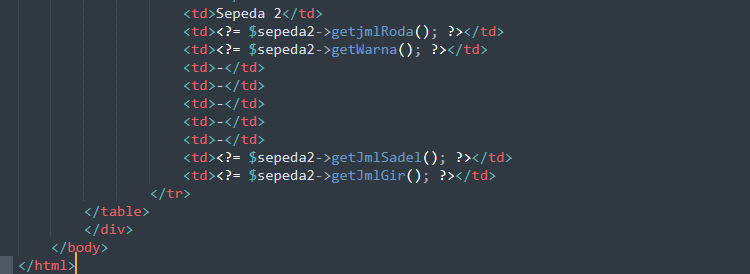 <td>Sepeda 2</td>
<td><?= $sepeda2->getjmlRoda(); ?></td>
<td><?= $sepeda2->getWarna(); ?></td>
<td>-</td>
<td>-</td>
<td>-</td>
<td>-</td>
<td>-</td>
<td><?= $sepeda2->getJmlSadel(); ?></td>
<td><?= $sepeda2->getJmlGir(); ?></td>
</tr>
</table>
</div>
</body>
</html>